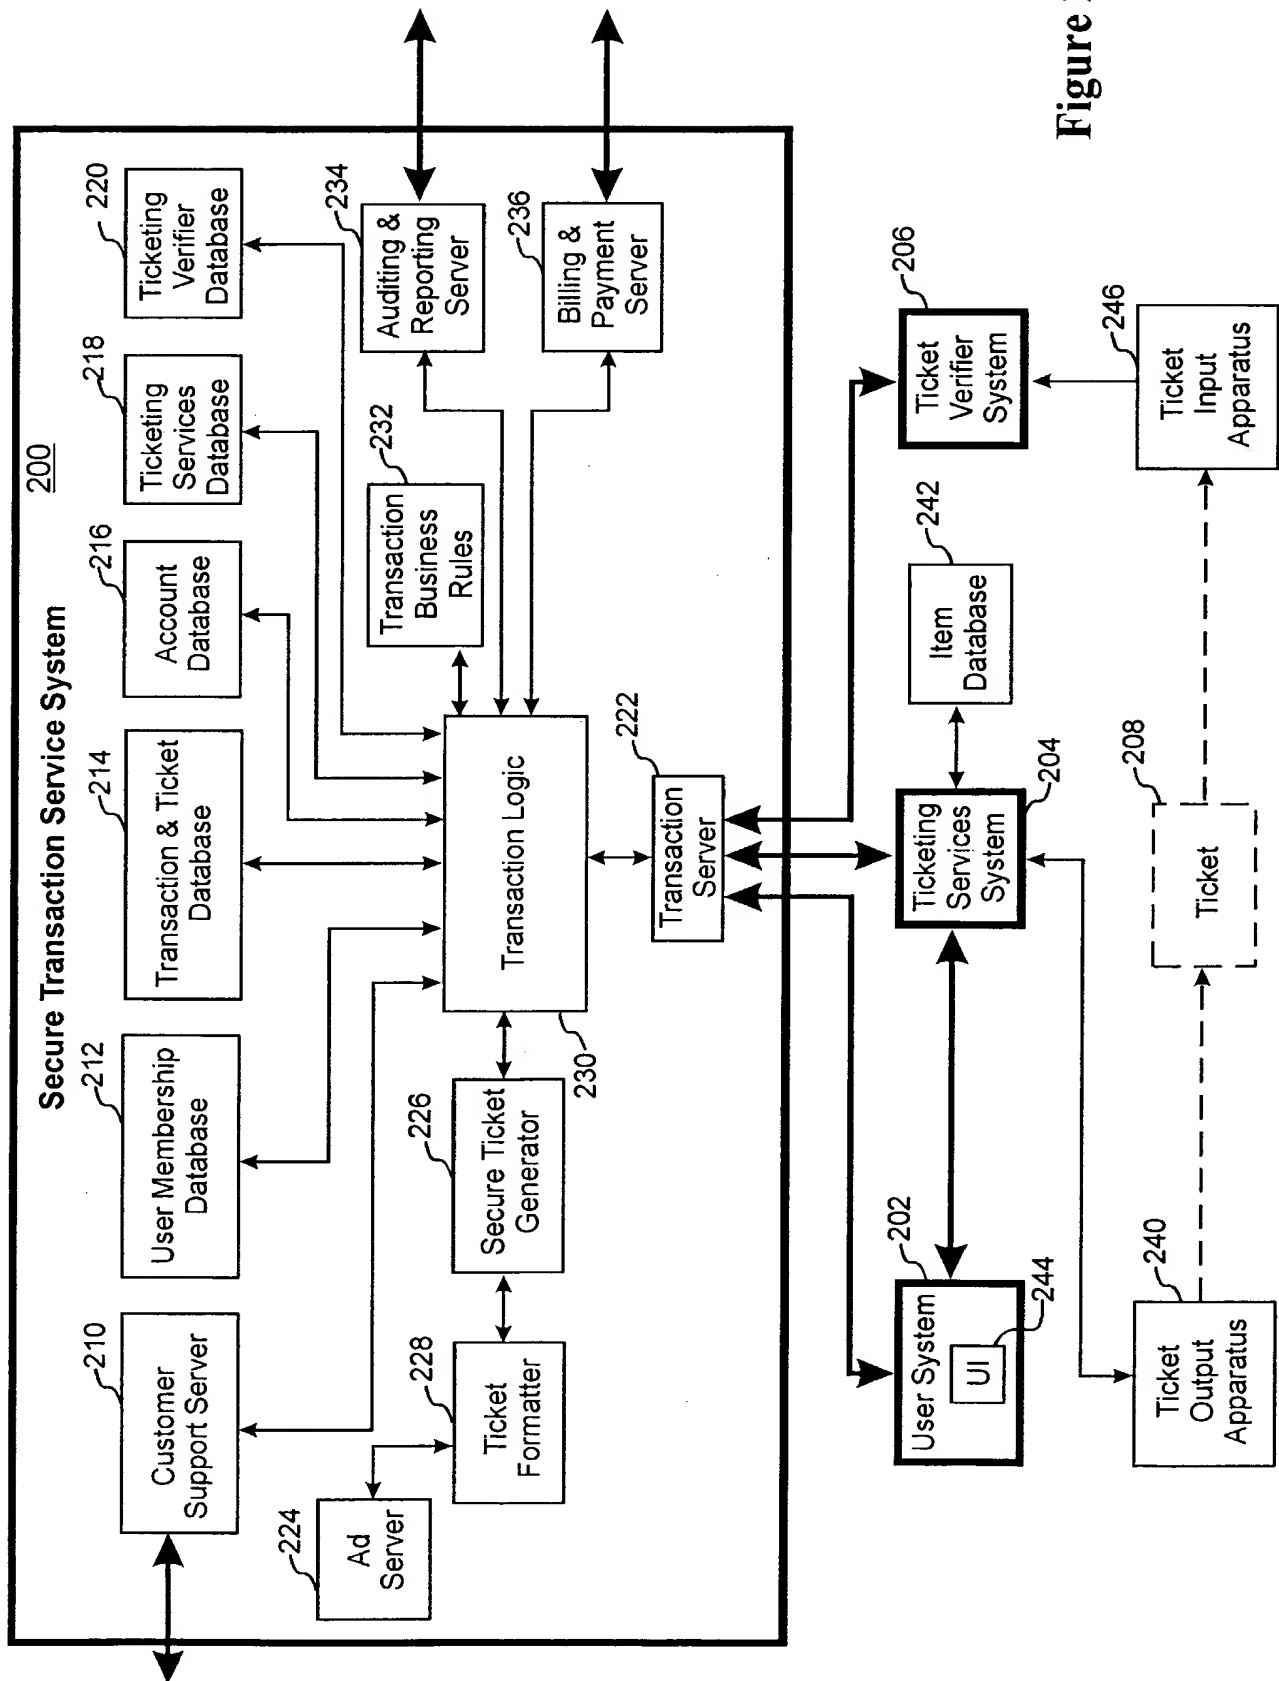 Secure Transaction Service System
200
210
Customer
Support Server
212
User Membership
Database
214
Transaction & Ticket
Database
216
Account
Database
218
Ticketing
Services
Database
220
Ticketing
Verifier
Database
224
Ad
Server
228
Ticket
Formatter
226
Secure Ticket
Generator
230
Transaction Logic
232
Transaction
Business
Rules
234
Auditing &
Reporting
Server
236
Billing &
Payment
Server
222
Transaction
Server
202
User System
UI
244
204
Ticketing
Services
System
242
Item
Database
206
Ticket
Verifier
System
240
Ticket
Output
Apparatus
208
Ticket
246
Ticket
Input
Apparatus
Figure